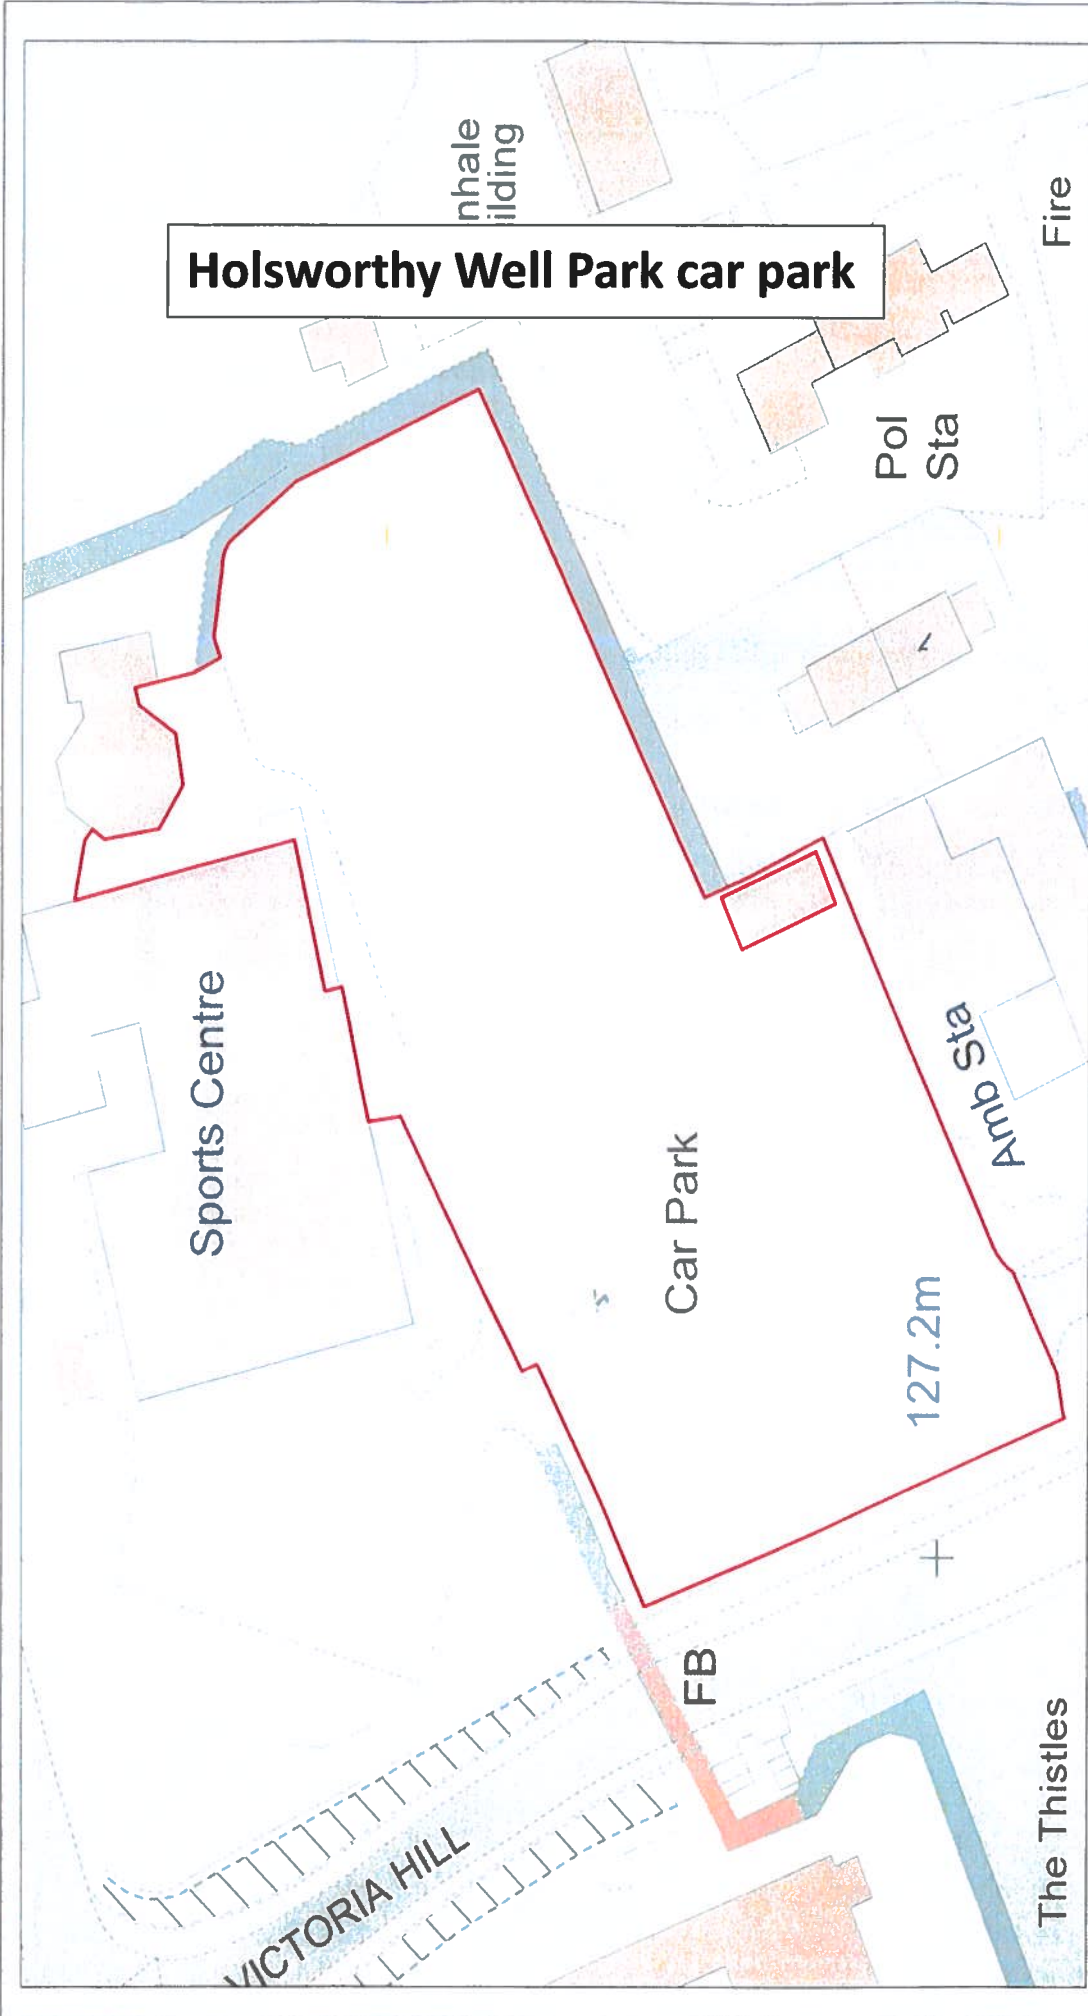 Holsworthy Well Park car park
nhale
ilding
Fire
Pol
Sta
Sports Centre
Amb Sta
Car Park
127.2m
FB
VICTORIA HILL
The Thistles